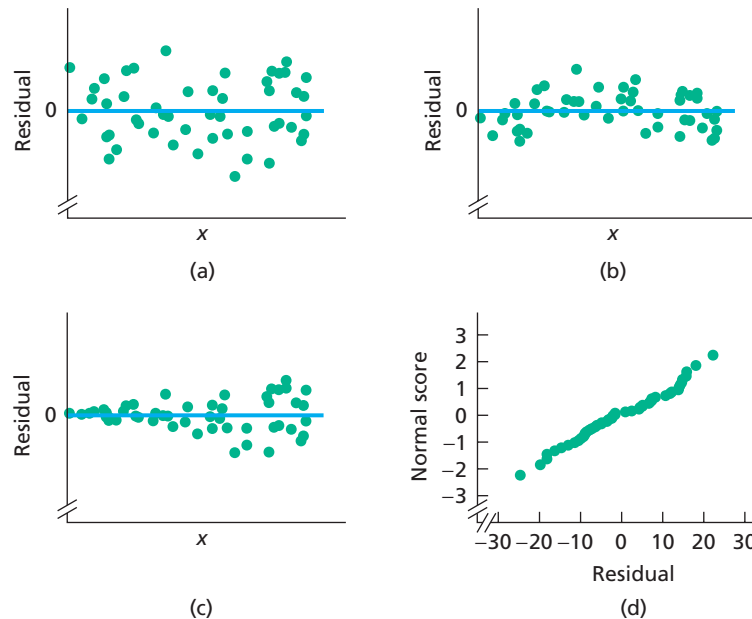 Residual
0
x
(a)
Residual
0
x
(b)
Residual
0
x
(c)
Normal score
3
2
1
0
−1
−2
−3
−30 −20 −10 0 10 20 30
Residual
(d)